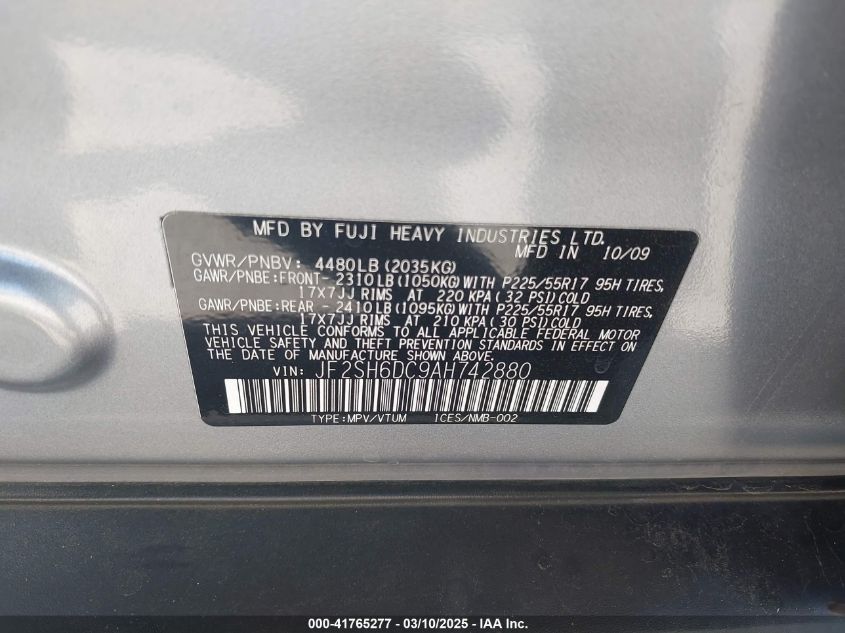 MFD BY FUJI HEAVY INDUSTRIES LTD.
MFD IN 10/09
GVWR/PNBV: 4480LB (2035KG)
GAWR/PNBE:FRONT- 2310LB (1050KG) WITH P225/55R17 95H TIRES,
17X7JJ RIMS AT 220 KPA ( 32 PSI) COLD
GAWR/PNBE:REAR - 2410LB (1095KG) WITH P225/55R17 95H TIRES,
17X7JJ RIMS AT 210 KPA ( 30 PSI) COLD
THIS VEHICLE CONFORMS TO ALL APPLICABLE FEDERAL MOTOR
VEHICLE SAFETY AND THEFT PREVENTION STANDARDS IN EFFECT ON
THE DATE OF MANUFACTURE SHOWN ABOVE.
VIN: JF2SH6DC9AH742880
TYPE:MPV/VTUM ICES/NMB-002
000-41765277 - 03/10/2025 - IAA Inc.